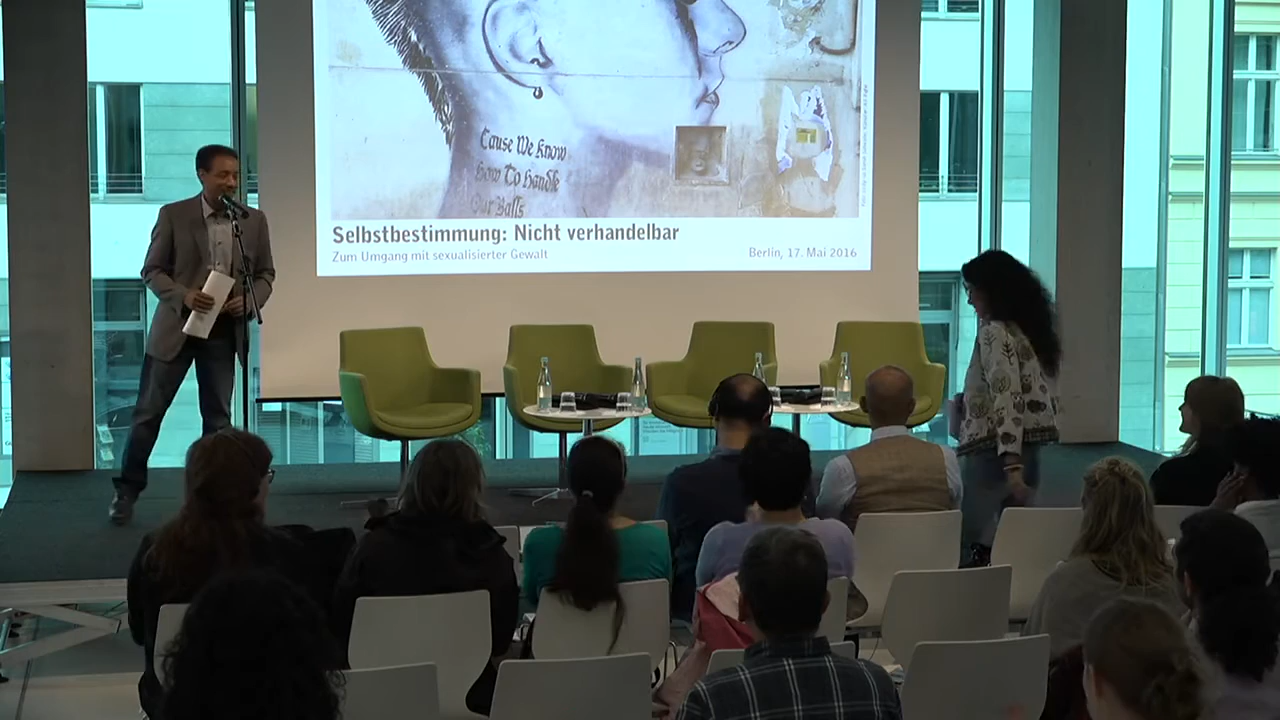 Cause We Know
How To Handle
Our Balls
Selbstbestimmung: Nicht verhandelbar
Zum Umgang mit sexualisierter Gewalt
Berlin, 17. Mai 2016